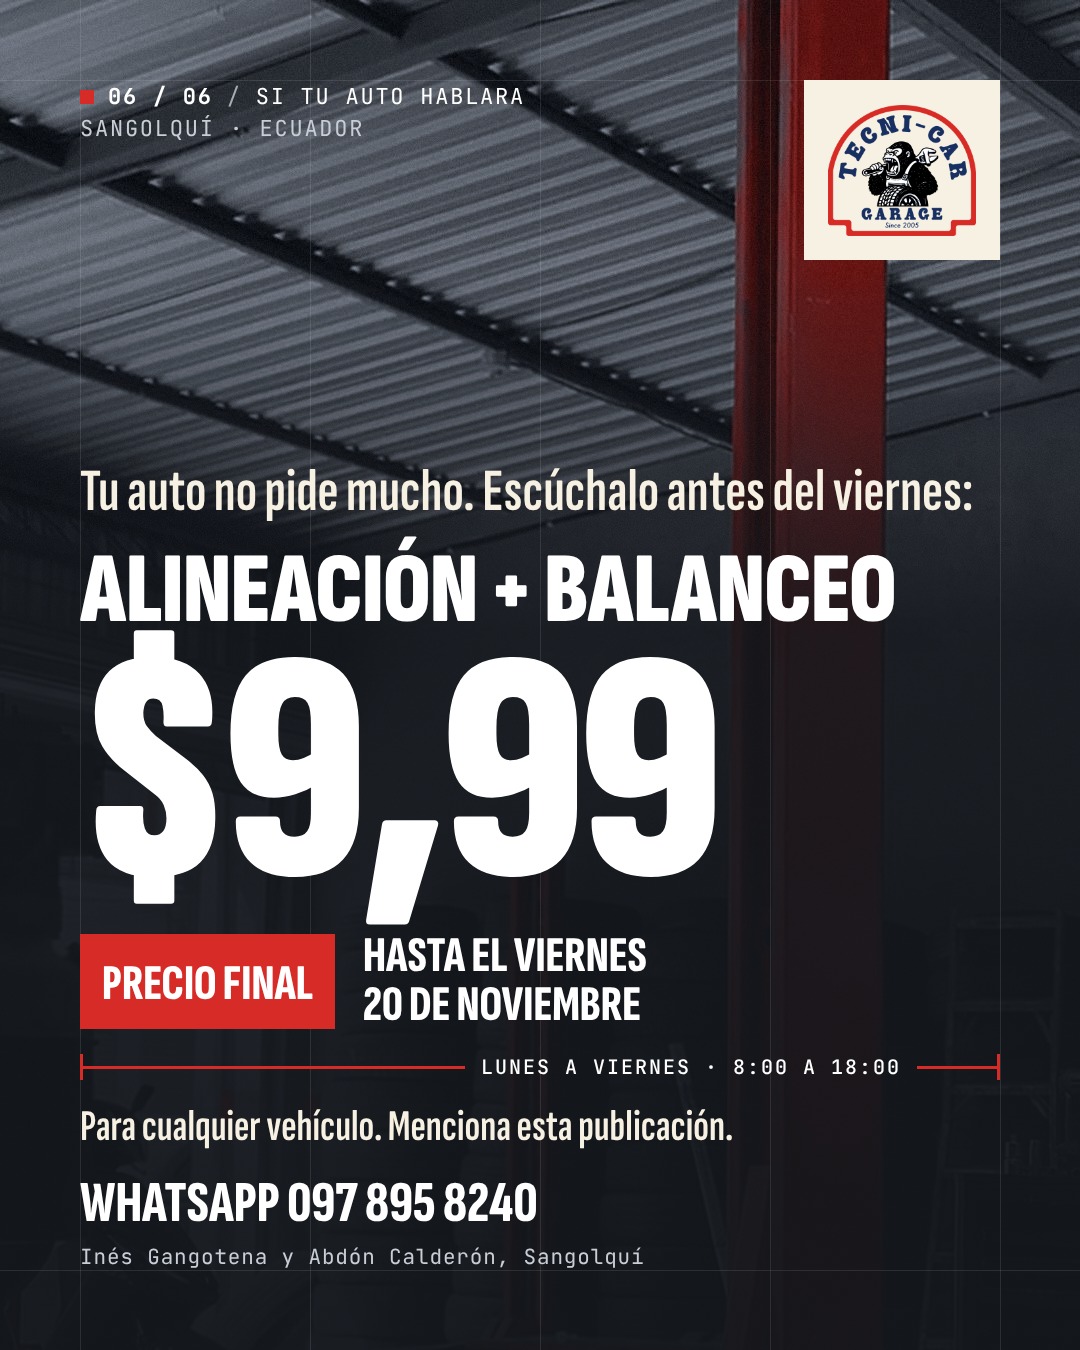 06 / 06 / SI TU AUTO HABLARA
SANGOLQUÍ · ECUADOR
TECNI-CAR
GARAGE
Since 2005
Tu auto no pide mucho. Escúchalo antes del viernes:
ALINEACIÓN + BALANCEO
$9,99
PRECIO FINAL
HASTA EL VIERNES
20 DE NOVIEMBRE
LUNES A VIERNES · 8:00 A 18:00
Para cualquier vehículo. Menciona esta publicación.
WHATSAPP 097 895 8240
Inés Gangotena y Abdón Calderón, Sangolquí